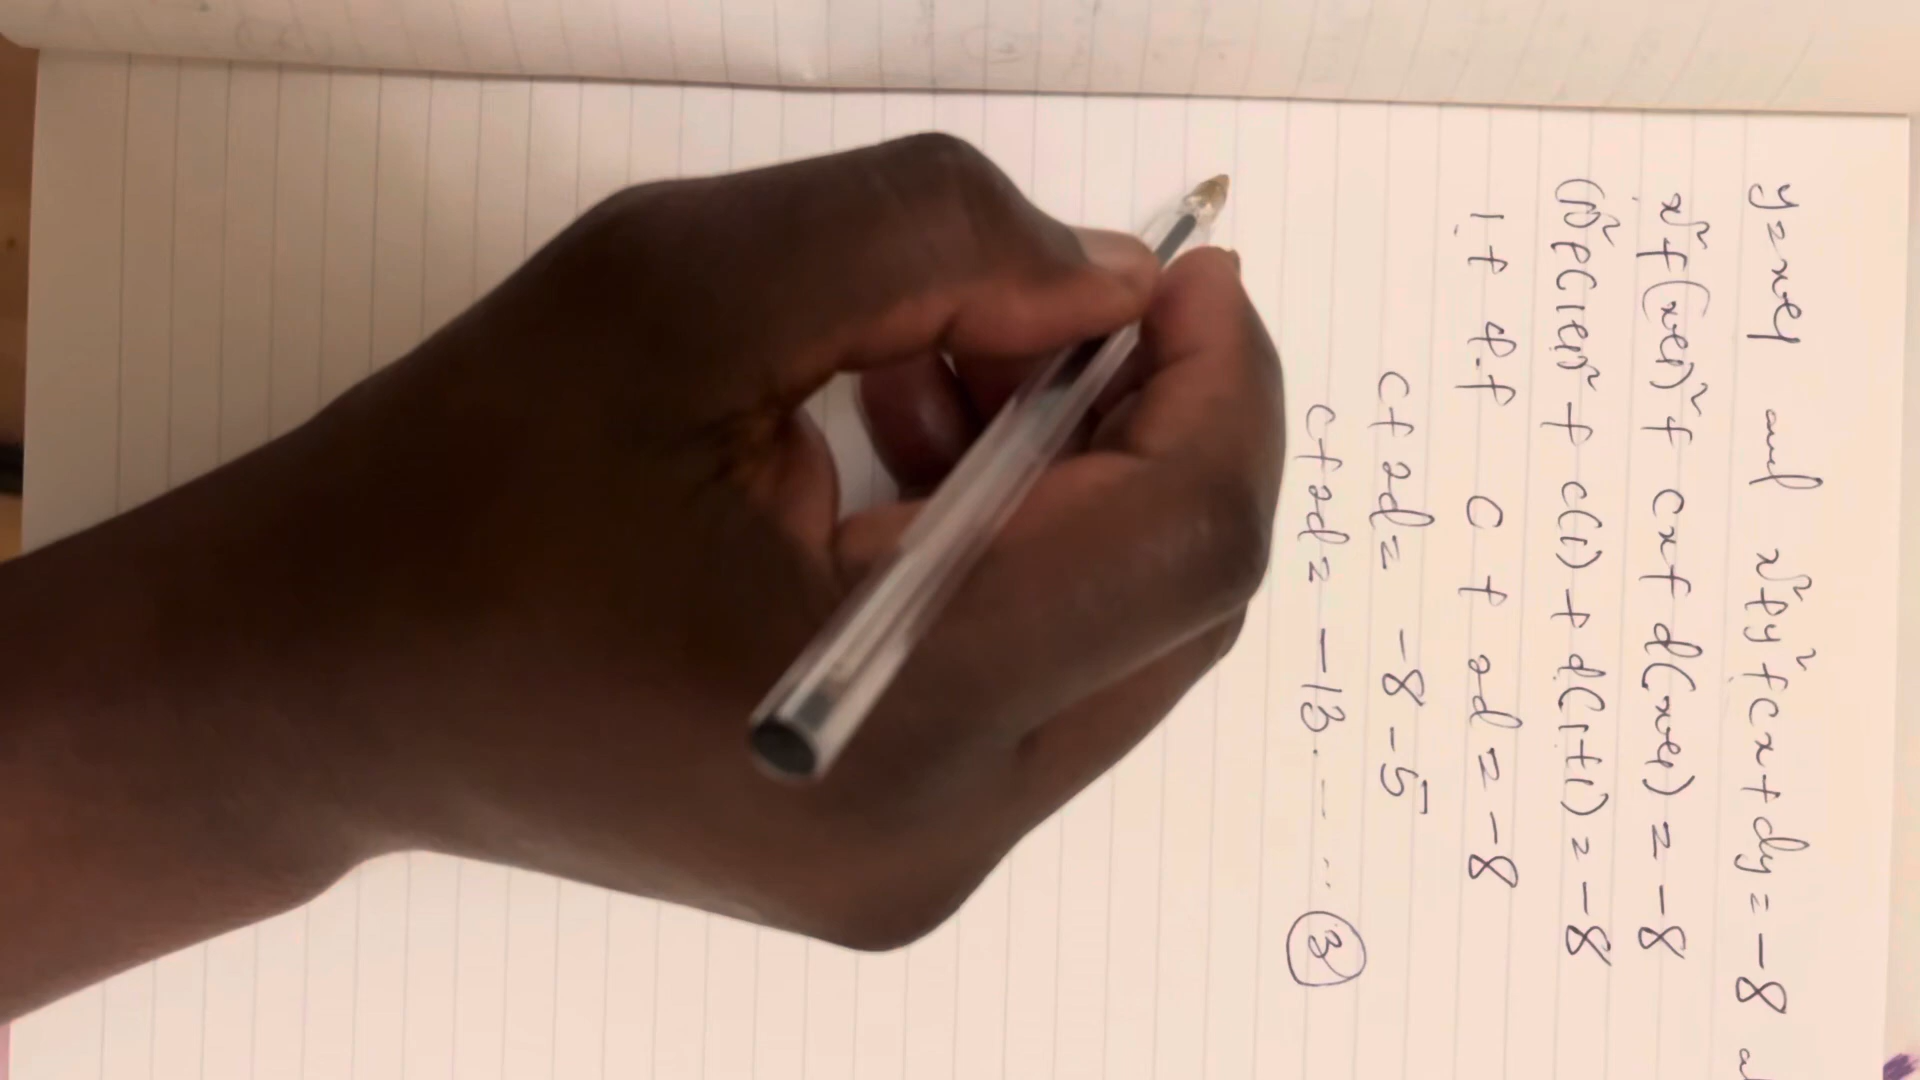 y=x+1 and x²+y²+cx+dy=-8
x²+(x+1)²+cx+d(x+1)=-8
(1)²+(1+1)²+c(1)+d(1+1)=-8
1+4+c+2d=-8
c+2d=-8-5
c+2d=-13.....③